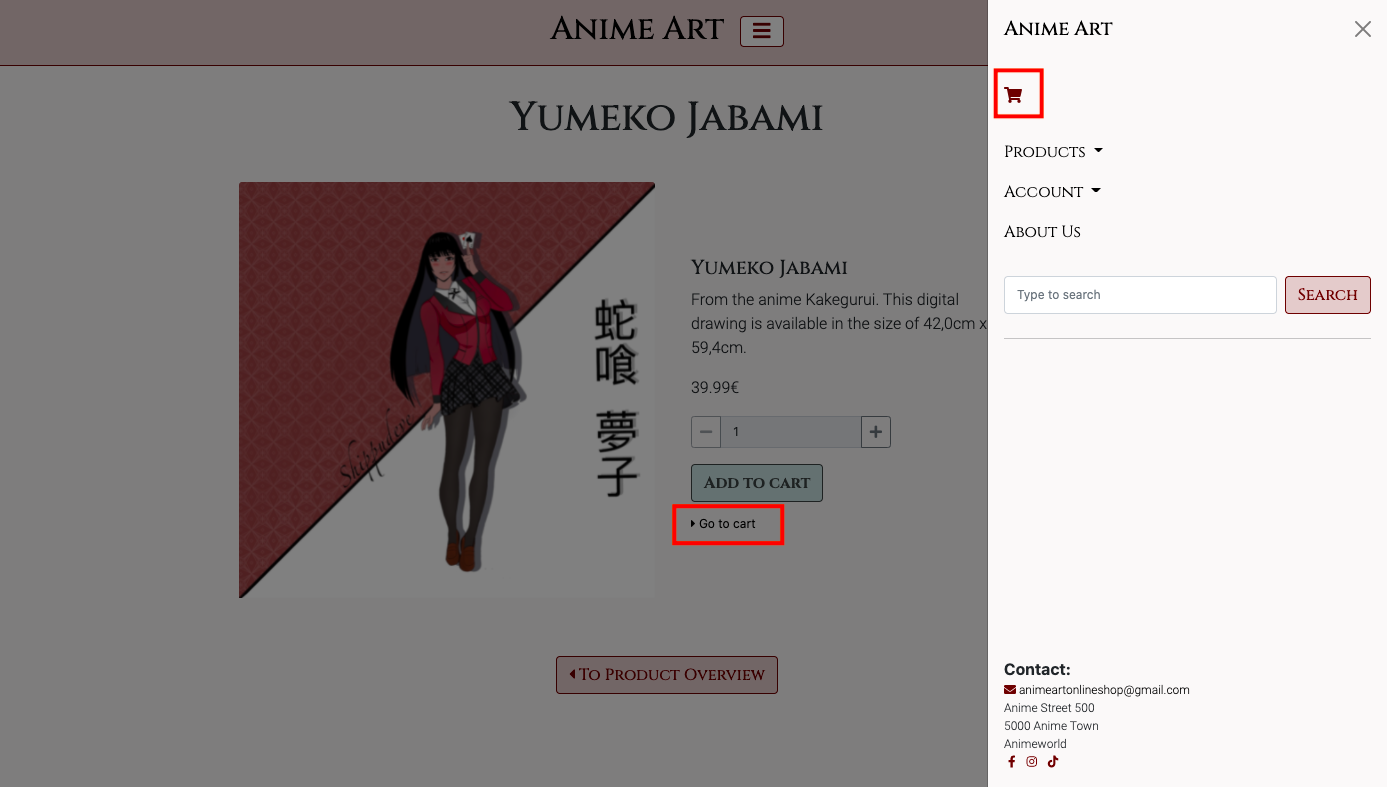 Anime Art
Yumeko Jabami
蛇喰 夢子
Shizzadeve
Yumeko Jabami
From the anime Kakegurui. This digital
drawing is available in the size of 42,0cm x
59,4cm.
39.99€
1
Add to cart
Go to cart
To Product Overview
Anime Art
Products
Account
About Us
Type to search
Search
Contact:
animeartonlineshop@gmail.com
Anime Street 500
5000 Anime Town
Animeworld